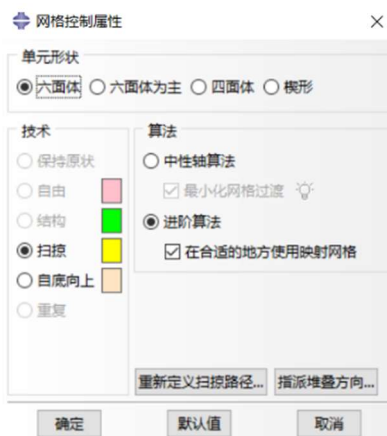 网格控制属性
单元形状
六面体 六面体为主 四面体 楔形
技术
保持原状
自由
结构
扫掠
自底向上
重复
算法
中性轴算法
最小化网格过渡
进阶算法
在合适的地方使用映射网格
重新定义扫掠路径... 指派堆叠方向...
确定 默认值 取消